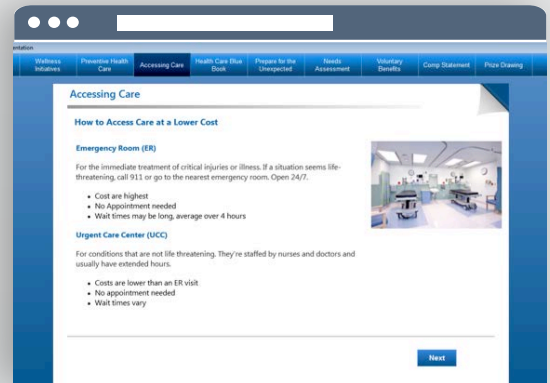 entation
Wellness Initiatives
Preventive Health Care
Accessing Care
Health Care Blue Book
Prepare for the Unexpected
Needs Assessment
Voluntary Benefits
Comp Statement
Prize Drawing
Accessing Care
How to Access Care at a Lower Cost
Emergency Room (ER)
For the immediate treatment of critical injuries or illness. If a situation seems life-
threatening, call 911 or go to the nearest emergency room. Open 24/7.
• Cost are highest
• No Appointment needed
• Wait times may be long, average over 4 hours
Urgent Care Center (UCC)
For conditions that are not life threatening. They're staffed by nurses and doctors and
usually have extended hours.
• Costs are lower than an ER visit
• No appointment needed
• Wait times vary
Next